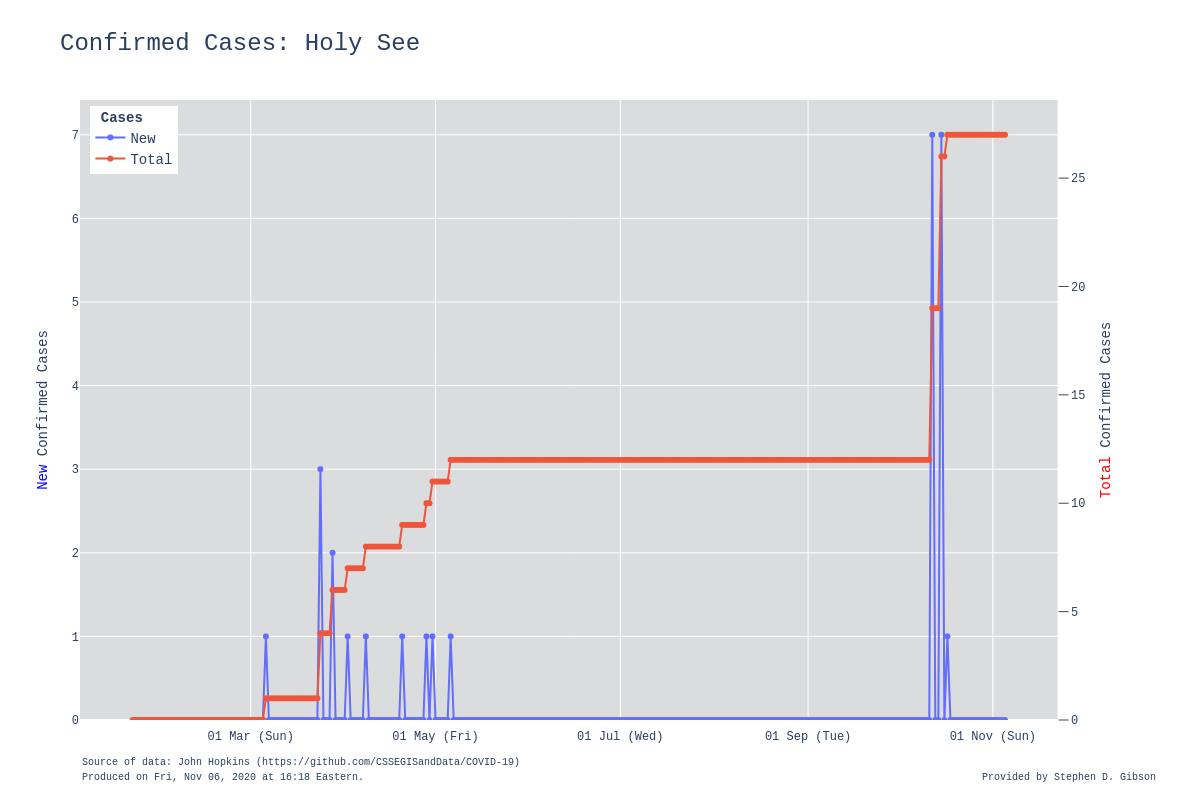 Confirmed Cases: Holy See
Cases
New
Total
7
6
5
4
3
2
1
0
25
20
15
10
5
0
New Confirmed Cases
Total Confirmed Cases
01 Mar (Sun)
01 May (Fri)
01 Jul (Wed)
01 Sep (Tue)
01 Nov (Sun)
Source of data: John Hopkins (https://github.com/CSSEGISandData/COVID-19)
Produced on Fri, Nov 06, 2020 at 16:18 Eastern.
Provided by Stephen D. Gibson